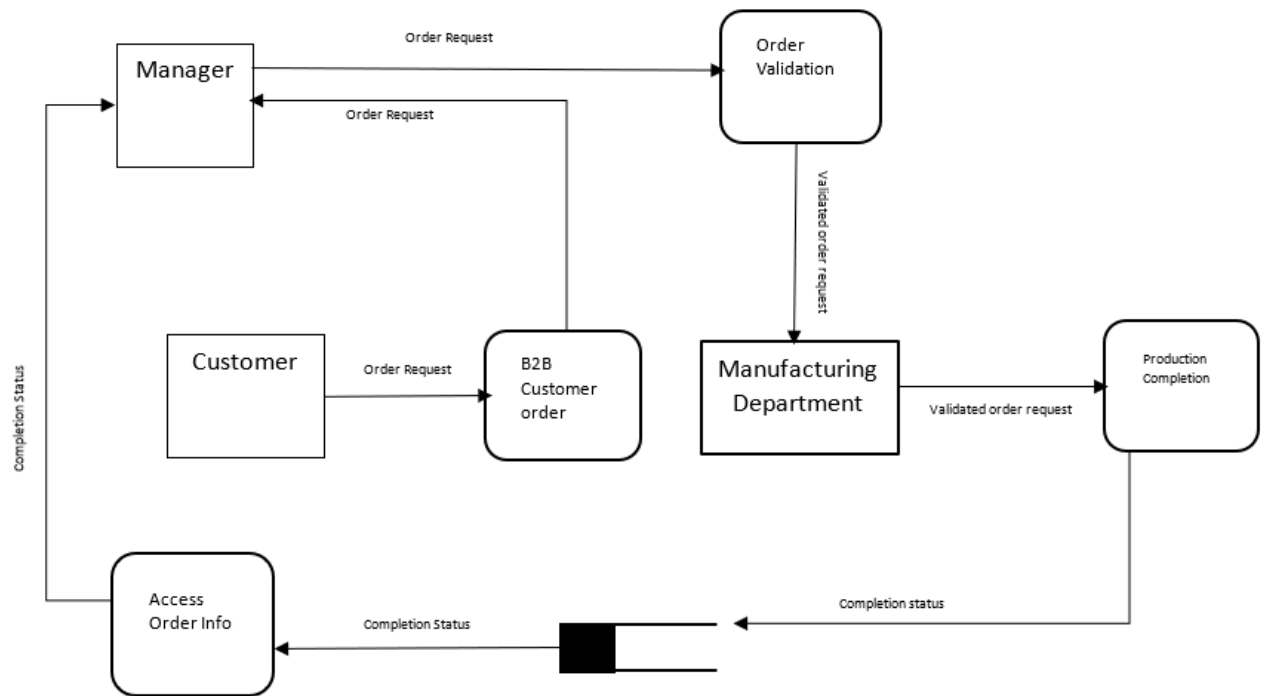 Order Request
Manager
Order
Validation
Order Request
Validated order request
Customer
Order Request
B2B
Customer
order
Manufacturing
Department
Validated order request
Production
Completion
Completion Status
Access
Order Info
Completion Status
Completion status